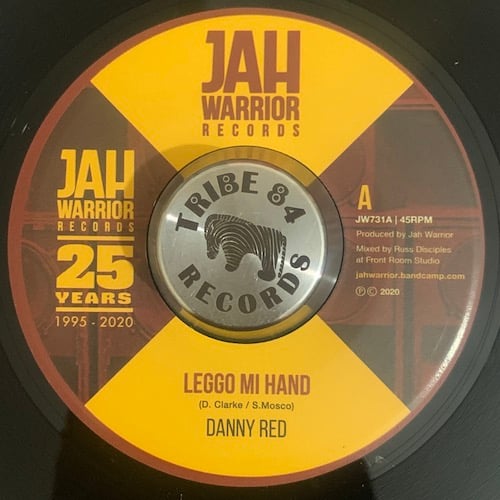 JAH
WARRIOR
RECORDS
JAH
WARRIOR
RECORDS
25
YEARS
1995 - 2020
TRIBE 84
RECORDS
A
JW731A | 45RPM
Produced by Jah Warrior
Mixed by Russ Disciples
at Front Room Studio
jahwarrior.bandcamp.com
Ⓟ © 2020
LEGGO MI HAND
(D. Clarke / S.Mosco)
DANNY RED